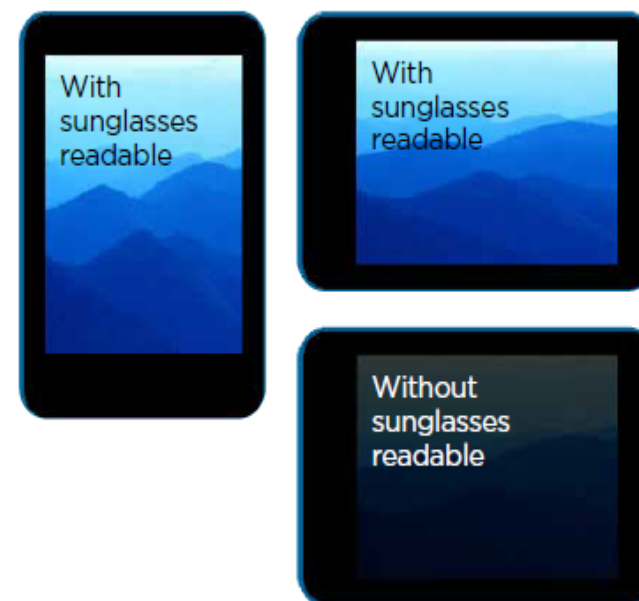 With
sunglasses
readable
With
sunglasses
readable
Without
sunglasses
readable